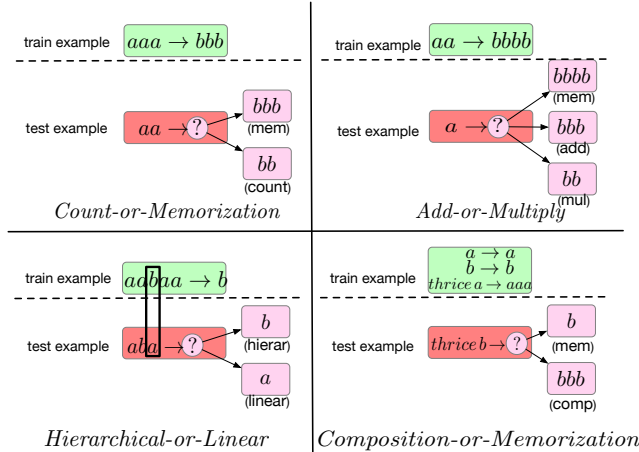 train example aaa → bbb
test example aa → ?
bbb
(mem)
bb
(count)
Count-or-Memorization
train example aa → bbbb
test example a → ?
bbbb
(mem)
bbb
(add)
bb
(mul)
Add-or-Multiply
train example aabaa → b
test example aba → ?
b
(hierar)
a
(linear)
Hierarchical-or-Linear
train example
a → a
b → b
thrice a → aaa
test example thrice b → ?
b
(mem)
bbb
(comp)
Composition-or-Memorization